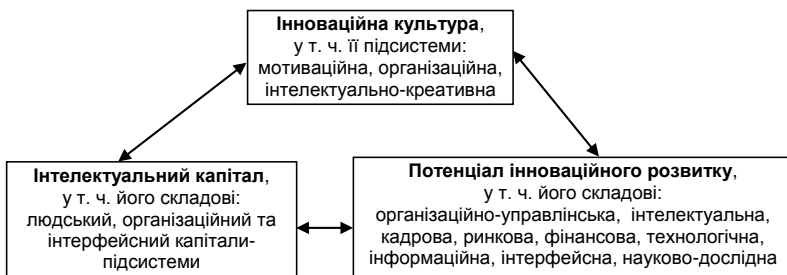 Інноваційна культура,
у т. ч. її підсистеми:
мотиваційна, організаційна,
інтелектуально-креативна
Інтелектуальний капітал,
у т. ч. його складові:
людський, організаційний та
інтерфейсний капітали-
підсистеми
Потенціал інноваційного розвитку,
у т. ч. його складові:
організаційно-управлінська, інтелектуальна,
кадрова, ринкова, фінансова, технологічна,
інформаційна, інтерфейсна, науково-дослідна